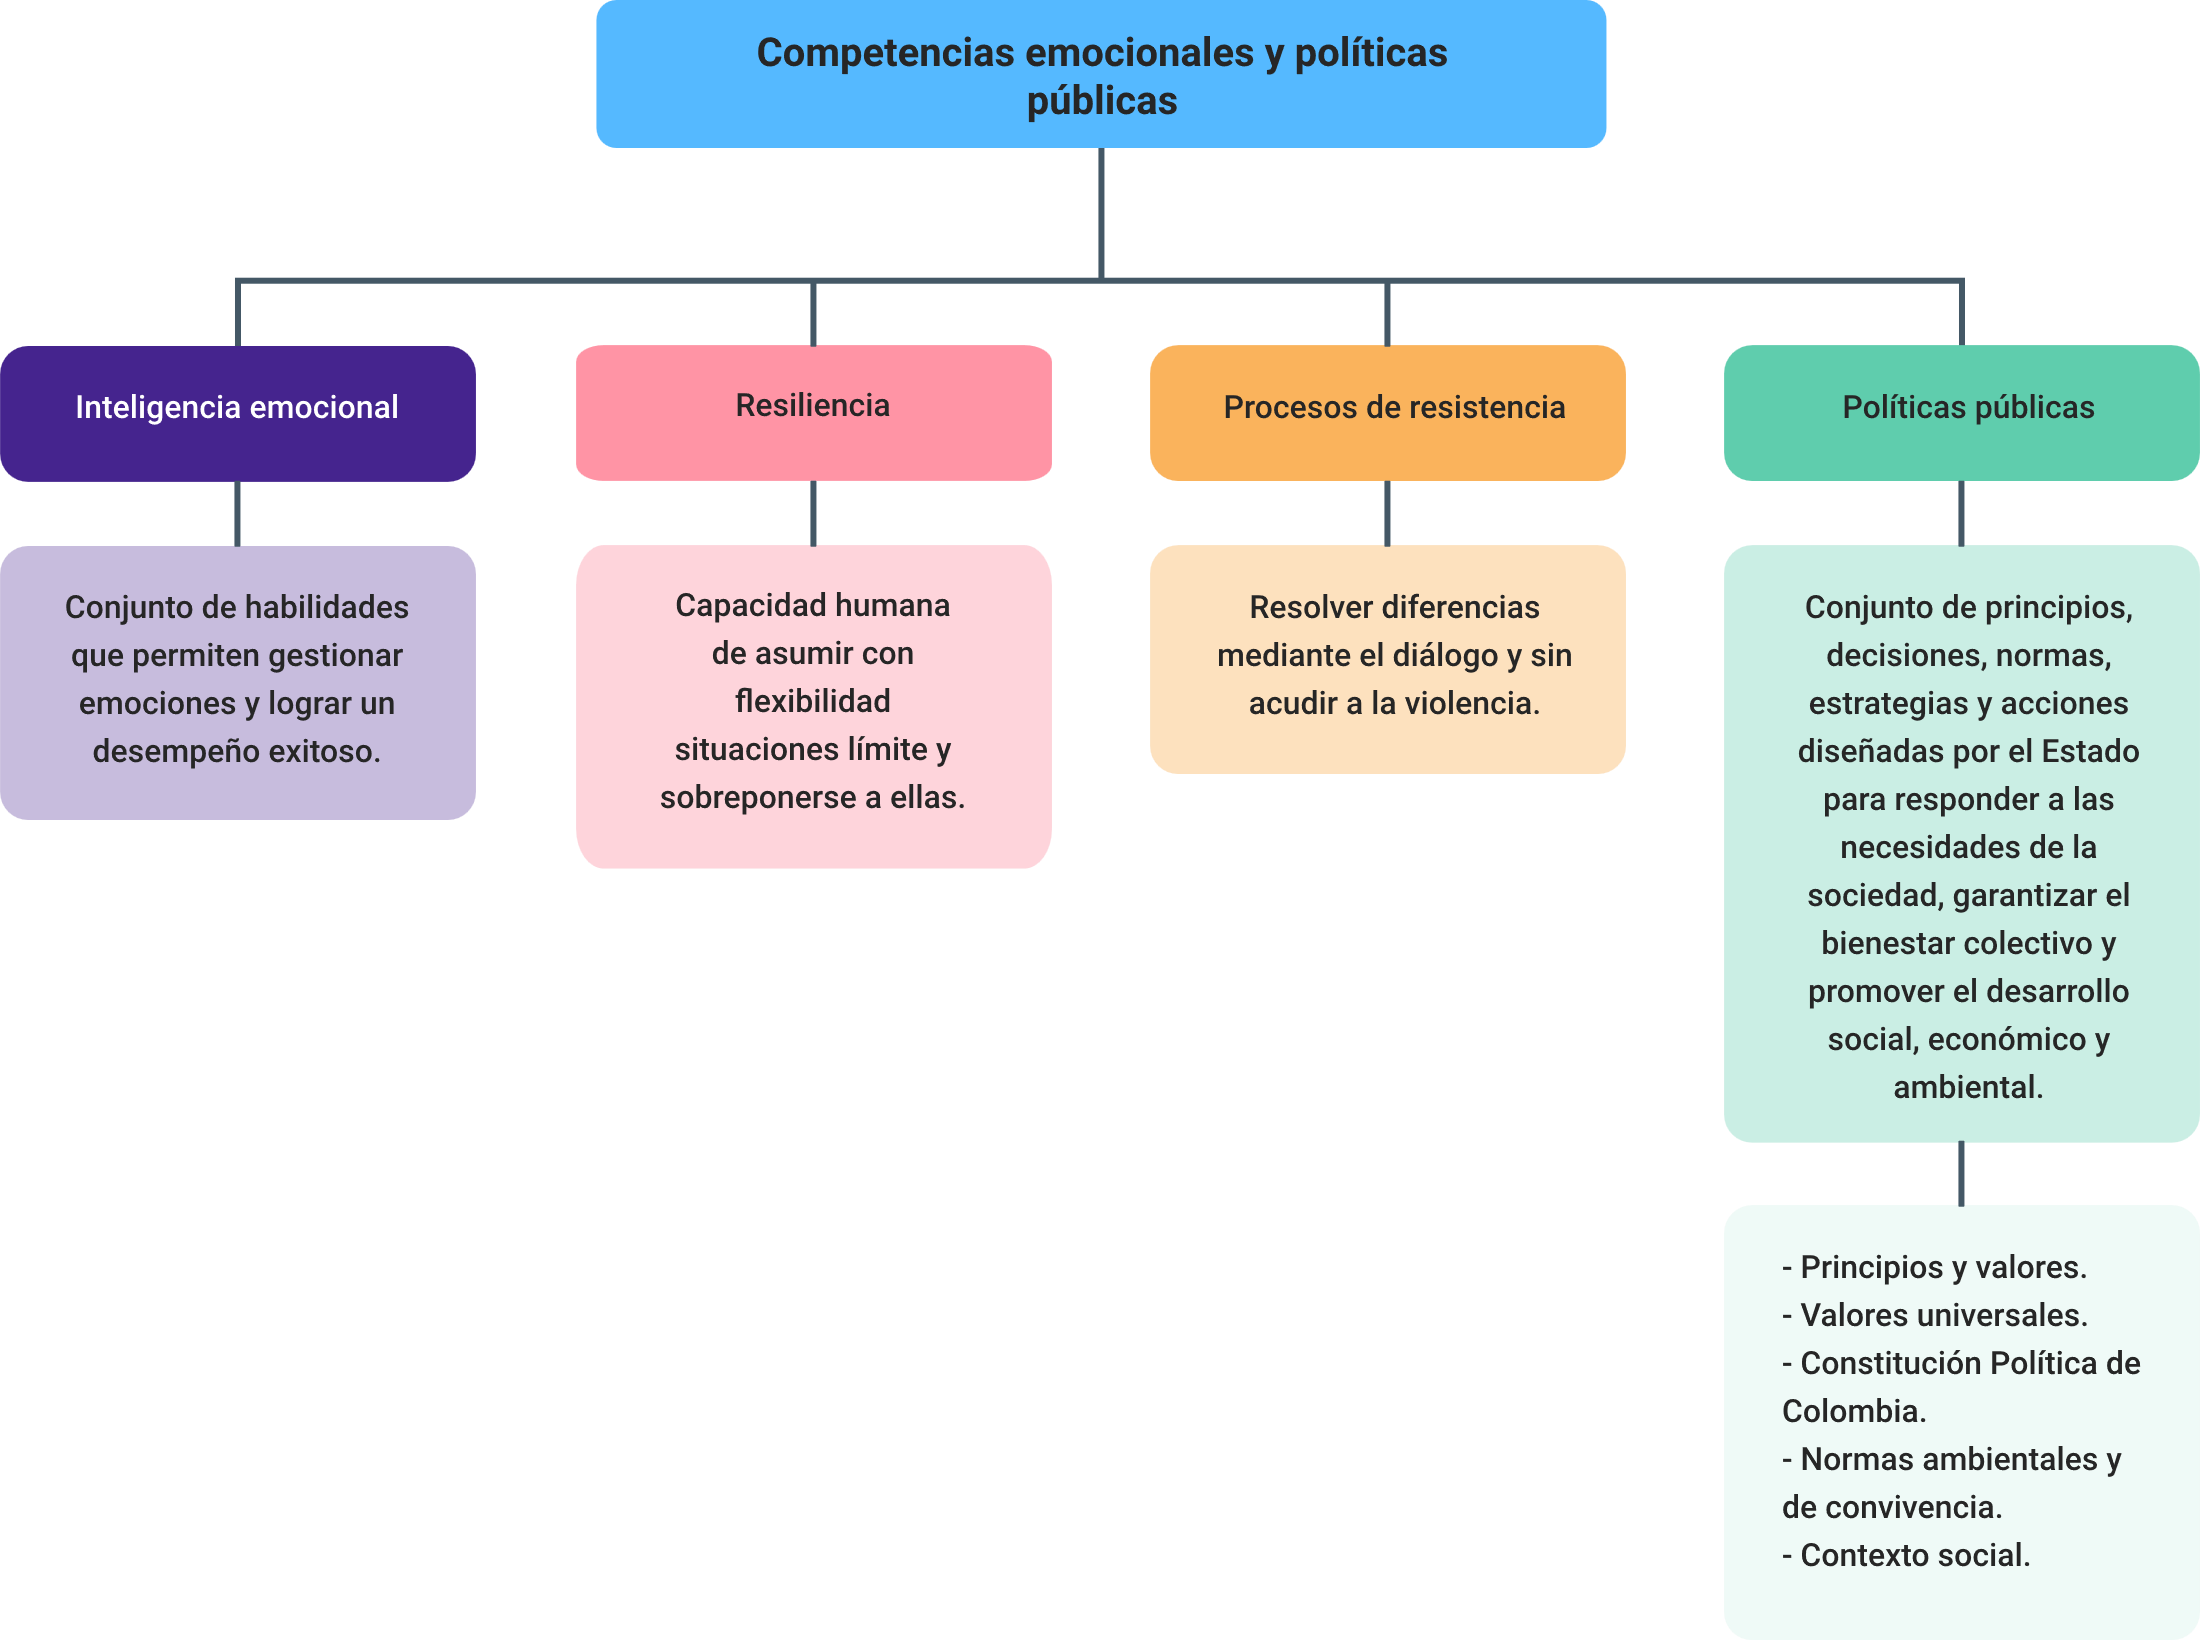 Competencias emocionales y políticas
públicas
Inteligencia emocional
Conjunto de habilidades
que permiten gestionar
emociones y lograr un
desempeño exitoso.
Resiliencia
Capacidad humana
de asumir con
flexibilidad
situaciones límite y
sobreponerse a ellas.
Procesos de resistencia
Resolver diferencias
mediante el diálogo y sin
acudir a la violencia.
Políticas públicas
Conjunto de principios,
decisiones, normas,
estrategias y acciones
diseñadas por el Estado
para responder a las
necesidades de la
sociedad, garantizar el
bienestar colectivo y
promover el desarrollo
social, económico y
ambiental.
- Principios y valores.
- Valores universales.
- Constitución Política de
Colombia.
- Normas ambientales y
de convivencia.
- Contexto social.